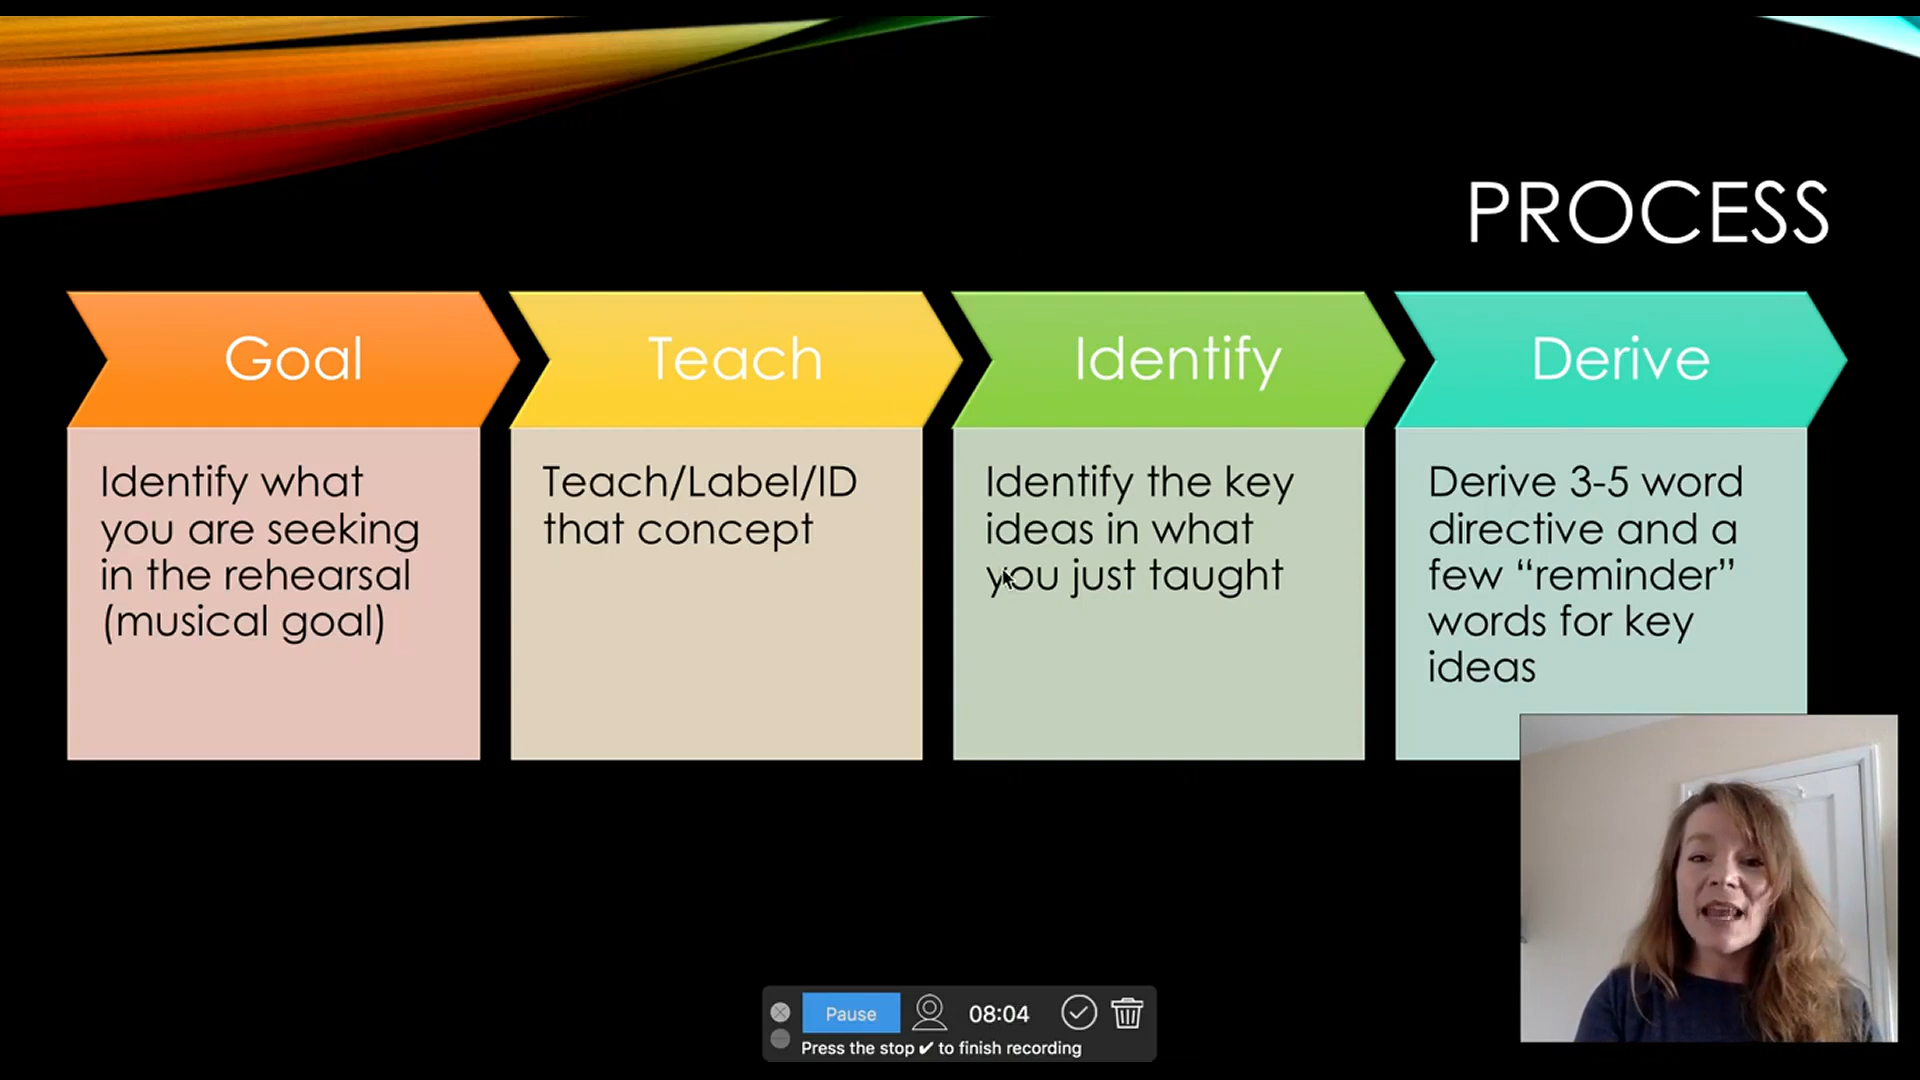 PROCESS
Goal
Identify what
you are seeking
in the rehearsal
(musical goal)
Teach
Teach/Label/ID
that concept
Identify
Identify the key
ideas in what
you just taught
Derive
Derive 3-5 word
directive and a
few “reminder”
words for key
ideas
Pause
08:04
Press the stop ✔ to finish recording